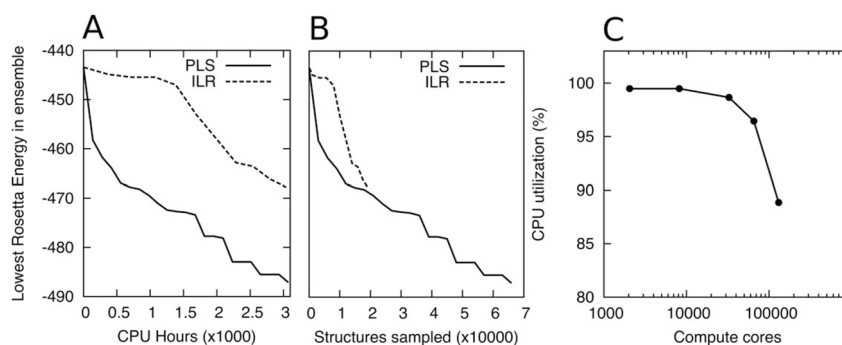 A
B
C
Lowest Rosetta Energy in ensemble
-440
-450
-460
-470
-480
-490
PLS
ILR
0
0.5
1
1.5
2
2.5
3
CPU Hours (x1000)
PLS
ILR
0
1
2
3
4
5
6
7
Structures sampled (x10000)
CPU utilization (%)
100
95
90
85
80
1000
10000
100000
Compute cores